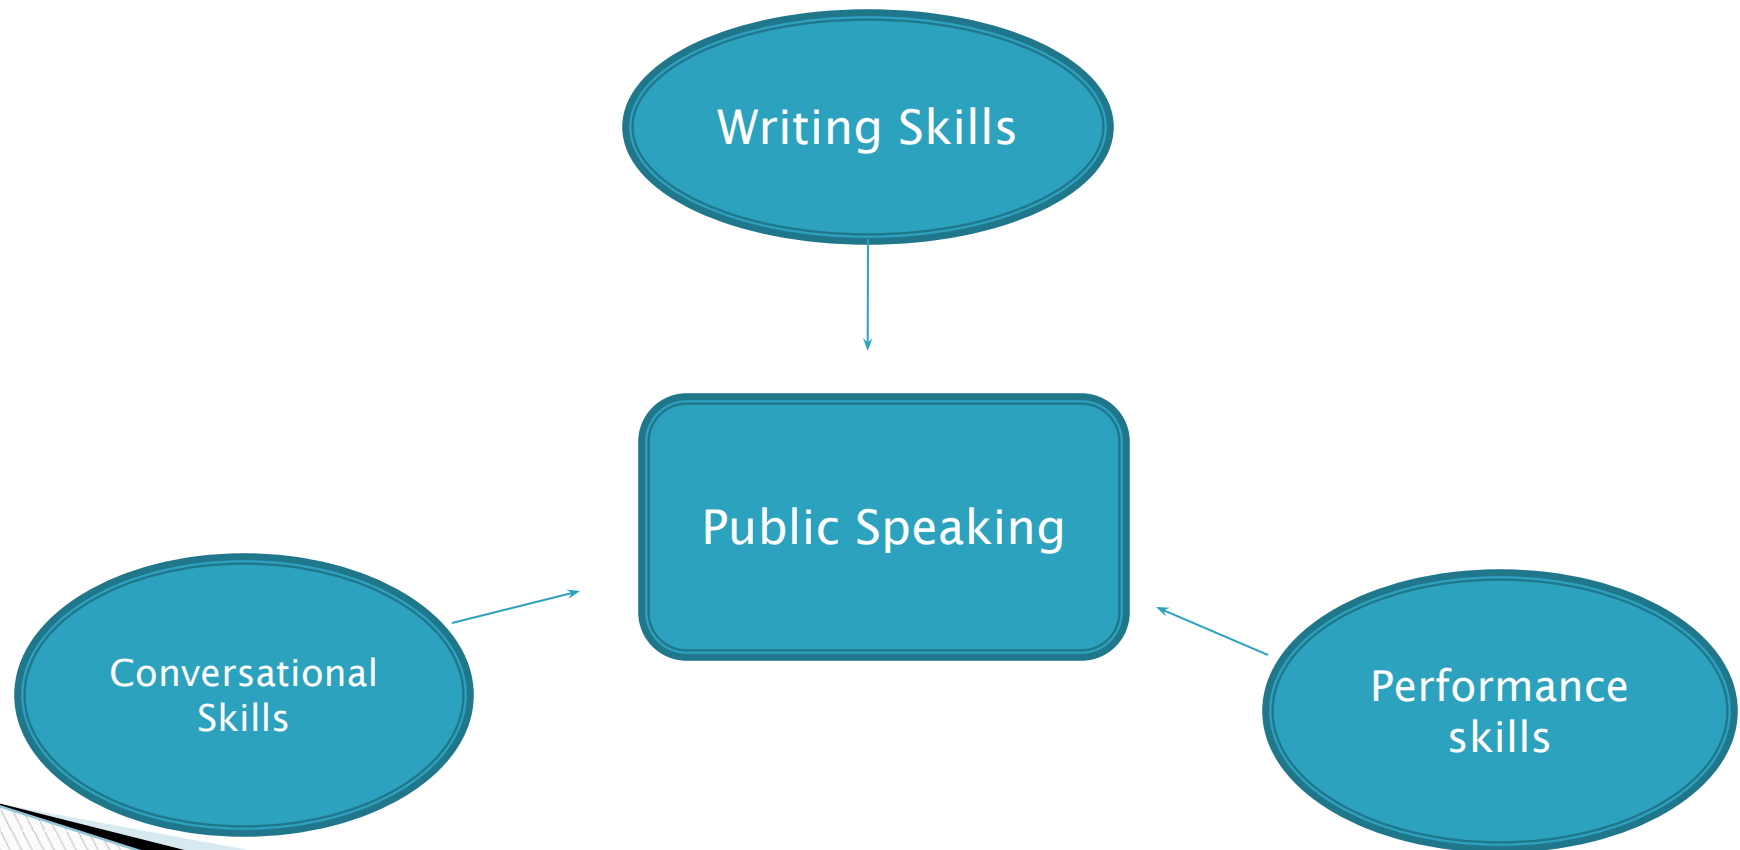 Writing Skills
Public Speaking
Conversational
Skills
Performance
skills